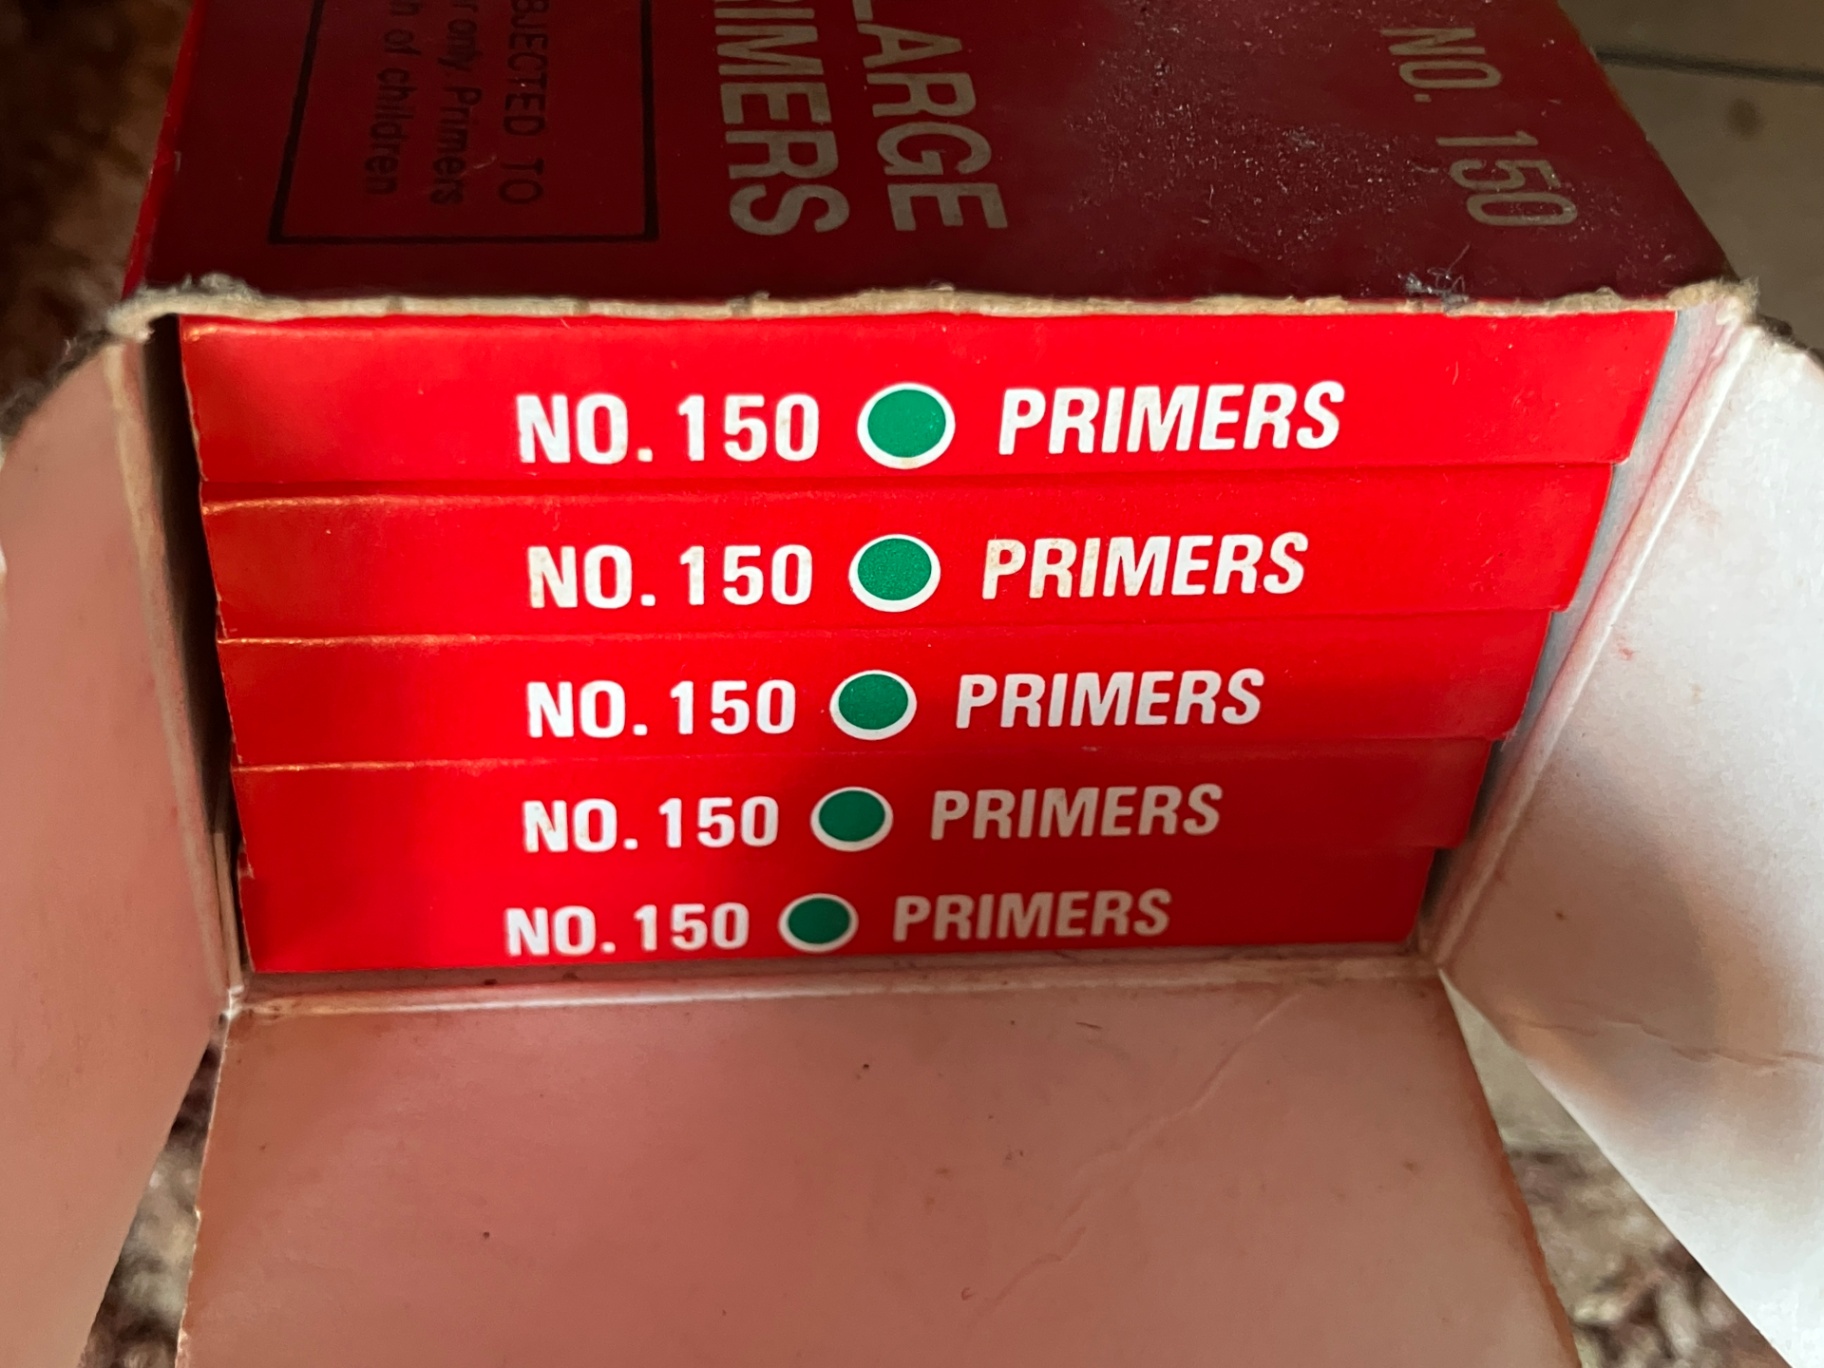 BJECTED TO
r only. Primers
h of children.
LARGE
RIMERS
NO. 150
NO. 150 PRIMERS
NO. 150 PRIMERS
NO. 150 PRIMERS
NO. 150 PRIMERS
NO. 150 PRIMERS